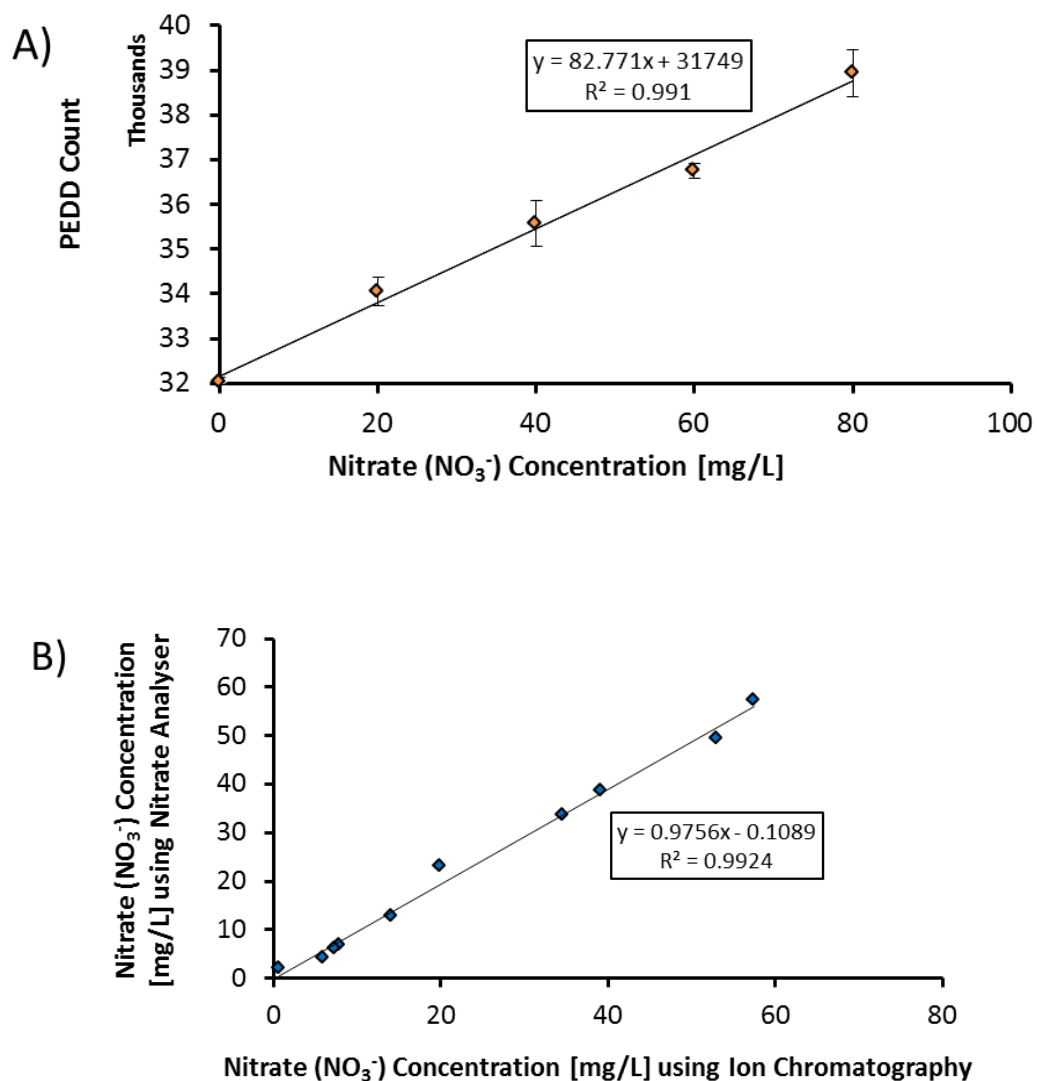 A)
Thousands
PEDD Count
40
39
38
37
36
35
34
33
32
y = 82.771x + 31749
R² = 0.991
0 20 40 60 80 100
Nitrate (NO₃⁻) Concentration [mg/L]
B)
Nitrate (NO₃⁻) Concentration
[mg/L] using Nitrate Analyser
70
60
50
40
30
20
10
0
y = 0.9756x - 0.1089
R² = 0.9924
0 20 40 60 80
Nitrate (NO₃⁻) Concentration [mg/L] using Ion Chromatography